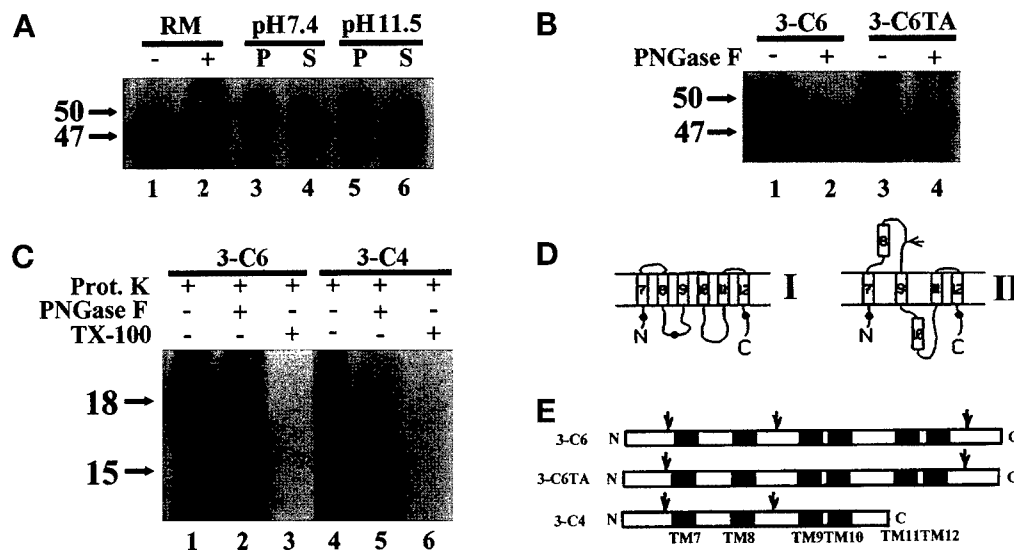 A
RM pH7.4 pH11.5
- + P S P S
50
47
1 2 3 4 5 6
B
3-C6 3-C6TA
PNGase F - + - +
50
47
1 2 3 4
C
3-C6 3-C4
Prot. K + + + + + +
PNGase F - + - - + -
TX-100 - - + - - +
18
15
1 2 3 4 5 6
D
7 8 9 10 11 12 I
N C
8
7 9 11 12 II
10
N C
E
3-C6 N C
3-C6TA N C
3-C4 N C
TM7 TM8 TM9TM10 TM11TM12